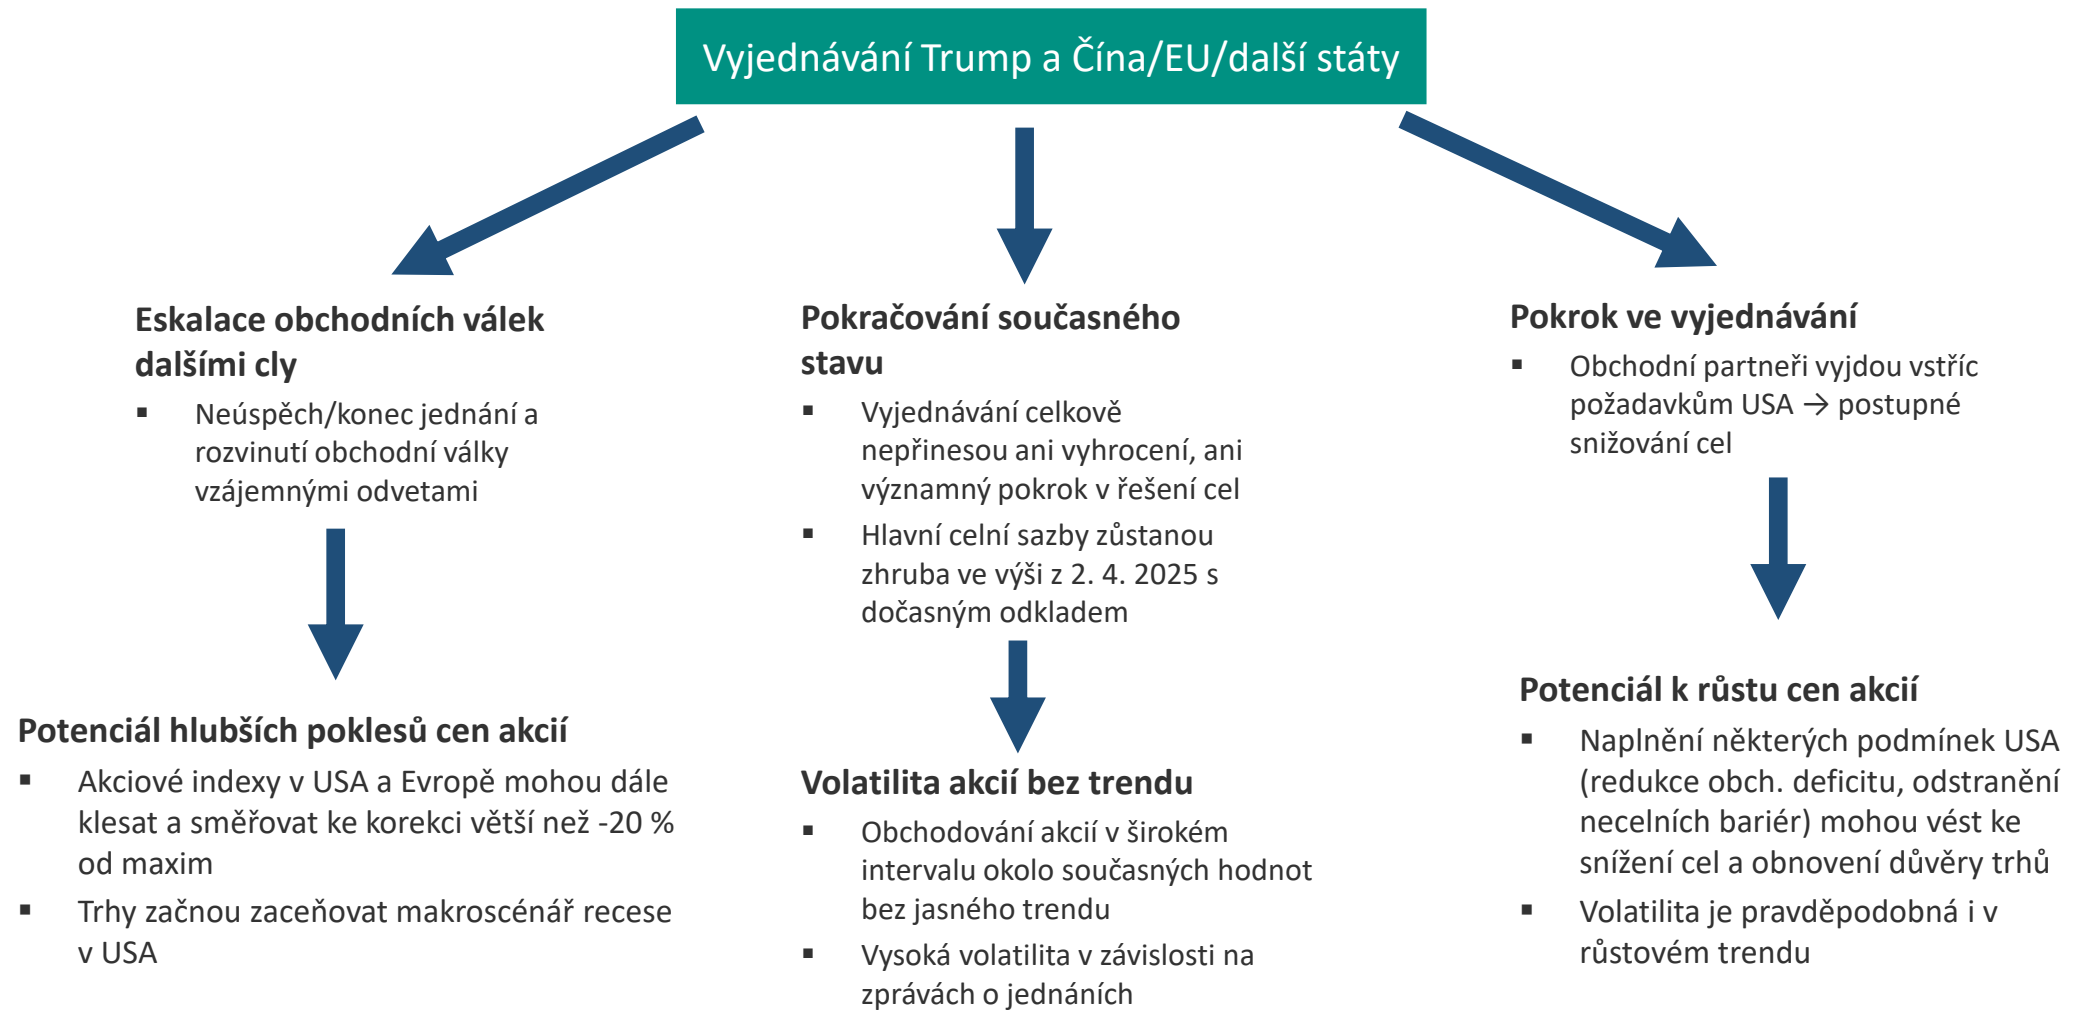 Vyjednávání Trump a Čína/EU/další státy
Eskalace obchodních válek
dalšími cly
▪ Neúspěch/konec jednání a
rozvinutí obchodní války
vzájemnými odvetami
Potenciál hlubších poklesů cen akcií
▪ Akciové indexy v USA a Evropě mohou dále
klesat a směřovat ke korekci větší než -20 %
od maxim
▪ Trhy začnou zaceňovat makroscénář recese
v USA
Pokračování současného
stavu
▪ Vyjednávání celkově
nepřinesou ani vyhrocení, ani
významný pokrok v řešení cel
▪ Hlavní celní sazby zůstanou
zhruba ve výši z 2. 4. 2025 s
dočasným odkladem
Volatilita akcií bez trendu
▪ Obchodování akcií v širokém
intervalu okolo současných hodnot
bez jasného trendu
▪ Vysoká volatilita v závislosti na
zprávách o jednáních
Pokrok ve vyjednávání
▪ Obchodní partneři vyjdou vstříc
požadavkům USA → postupné
snižování cel
Potenciál k růstu cen akcií
▪ Naplnění některých podmínek USA
(redukce obch. deficitu, odstranění
necelních bariér) mohou vést ke
snížení cel a obnovení důvěry trhů
▪ Volatilita je pravděpodobná i v
růstovém trendu